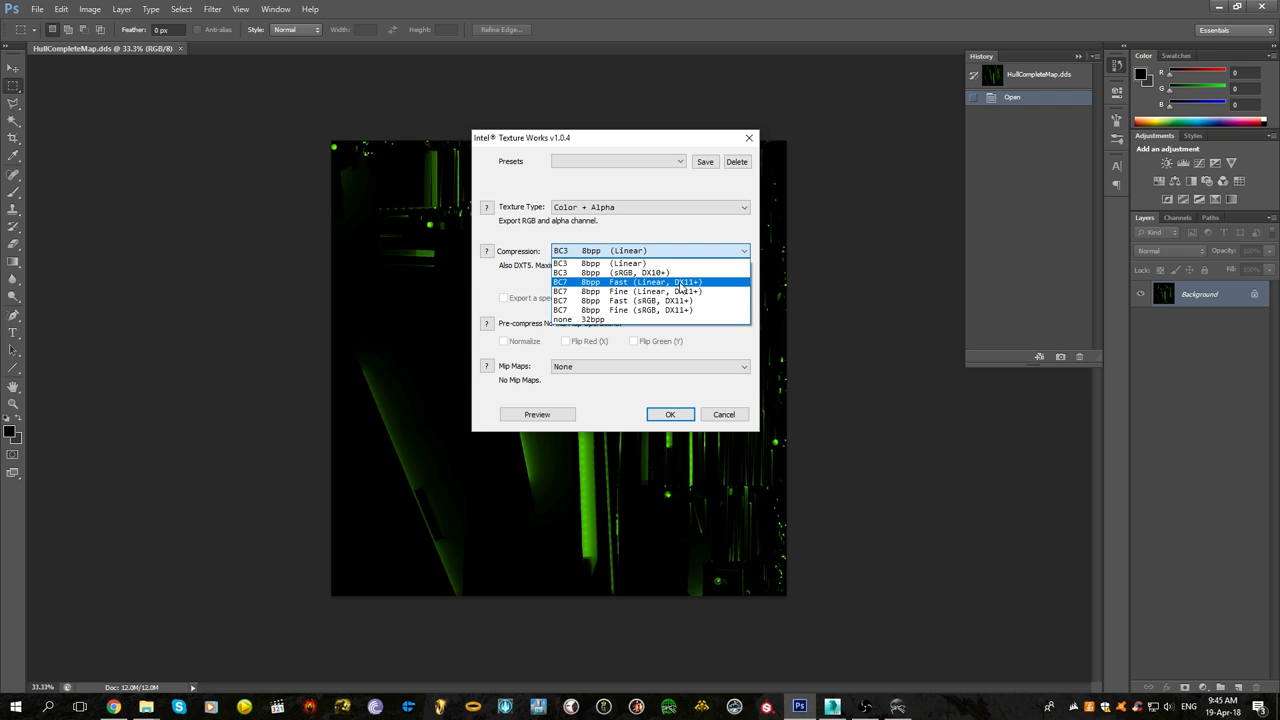 Ps File Edit Image Layer Type Select Filter View Window Help
Feather: 0 px Anti-alias Style: Normal Width: Height: Refine Edge... Essentials
HullCompleteMap.dds @ 33.3% (RGB/8) ×
History
HullCompleteMap.dds
Open
Color Swatches
R 0
G 0
B 0
Adjustments Styles
Add an adjustment
Layers Channels Paths
Kind
Normal Opacity:
Lock: Fill: 100%
Background
Intel® Texture Works v1.0.4
Presets Save Delete
? Texture Type: Color + Alpha
Export RGB and alpha channel.
? Compression: BC3 8bpp (Linear)
Also DXT5.
BC3 8bpp (Linear)
BC3 8bpp (sRGB, DX10+)
BC7 8bpp Fast (Linear, DX11+)
BC7 8bpp Fine (Linear, DX11+)
BC7 8bpp Fast (sRGB, DX11+)
BC7 8bpp Fine (sRGB, DX11+)
none 32bpp
Export a
? Pre-compress
Normalize Flip Red (X) Flip Green (Y)
? Mip Maps: None
No Mip Maps.
Preview OK Cancel
33.33% Doc: 12.0M/12.0M
9:45 AM
19-Apr-18